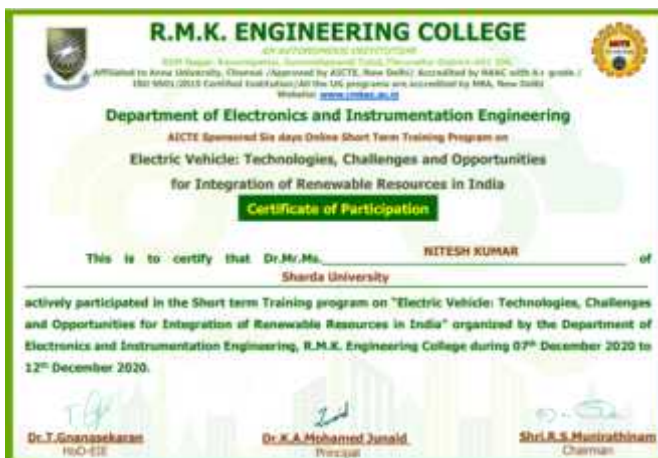 R.M.K. ENGINEERING COLLEGE
AN AUTONOMOUS INSTITUTION
Affiliated to Anna University, Chennai /Approved by AICTE, New Delhi/ Accredited by NAAC with A+ grade /
ISO 9001:2015 Certified Institution/All the UG programs are accredited by NBA, New Delhi
Website: www.rmkec.ac.in
Department of Electronics and Instrumentation Engineering
AICTE Sponsored Six days Online Short Term Training Program on
Electric Vehicle: Technologies, Challenges and Opportunities
for Integration of Renewable Resources in India
Certificate of Participation
This is to certify that Dr.Mr.Ms. NITESH KUMAR of
Sharda University
actively participated in the Short term Training program on "Electric Vehicle: Technologies, Challenges
and Opportunities for Integration of Renewable Resources in India" organized by the Department of
Electronics and Instrumentation Engineering, R.M.K. Engineering College during 07th December 2020 to
12th December 2020.
Dr.T.Gnanasekaran Dr.K.A.Mohamed Junaid Shri.R.S.Munirathinam
HoD-EIE Principal Chairman